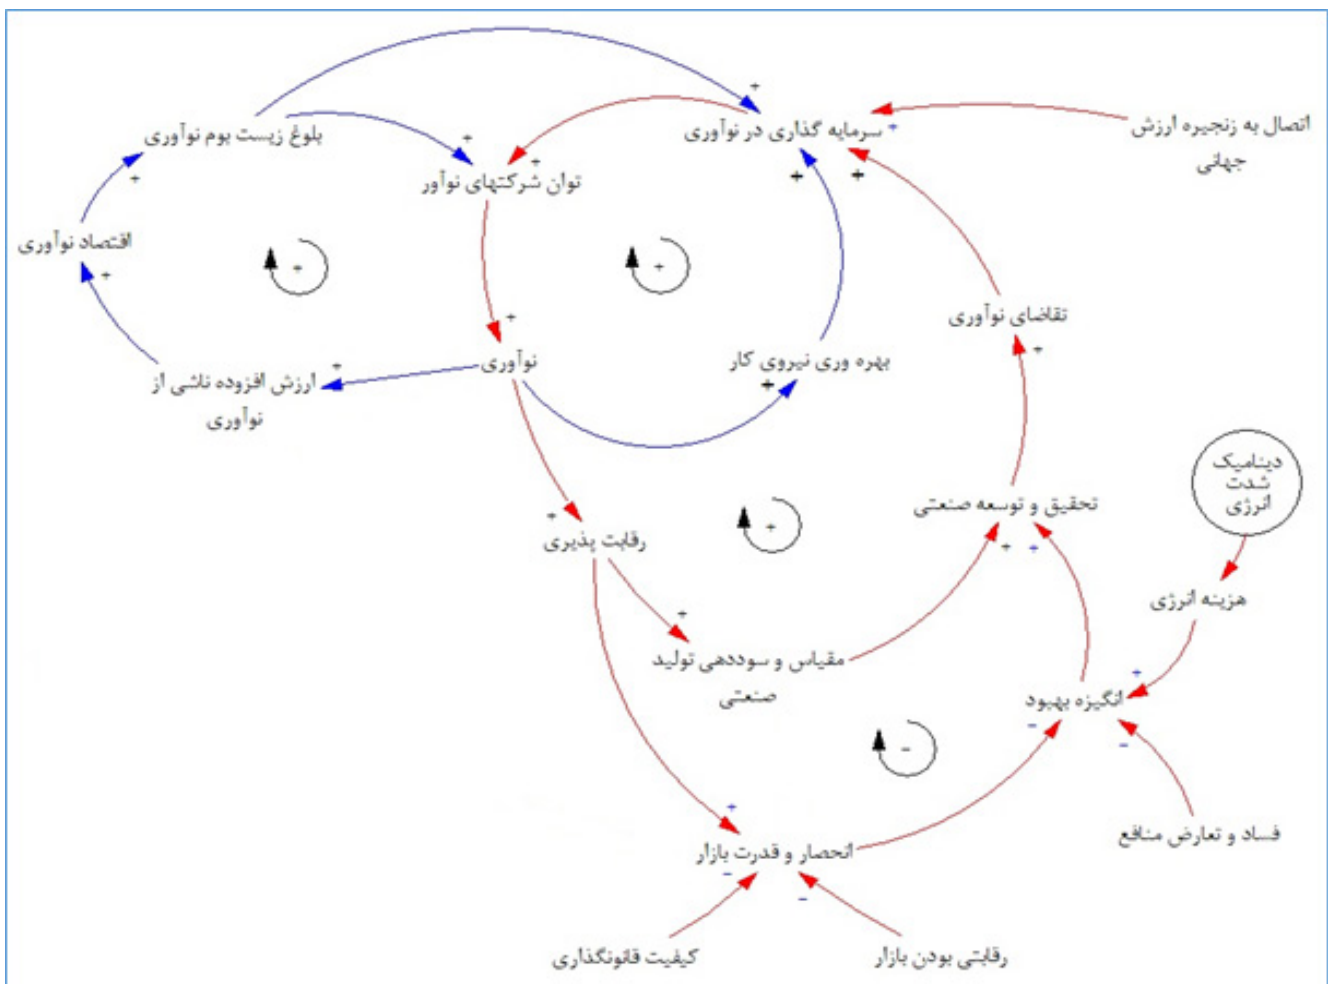 بلوغ زیست بوم نوآوری
سرمایه گذاری در نوآوری
اتصال به زنجیره ارزش
جهانی
توان شرکتهای نوآور
اقتصاد نوآوری
تقاضای نوآوری
نوآوری
بهره وری نیروی کار
ارزش افزوده ناشی از
نوآوری
دینامیک
شدت
انرژی
تحقیق و توسعه صنعتی
رقابت پذیری
هزینه انرژی
مقیاس و سوددهی تولید
صنعتی
انگیزه بهبود
فساد و تعارض منافع
انحصار و قدرت بازار
رقابتی بودن بازار
کیفیت قانونگذاری